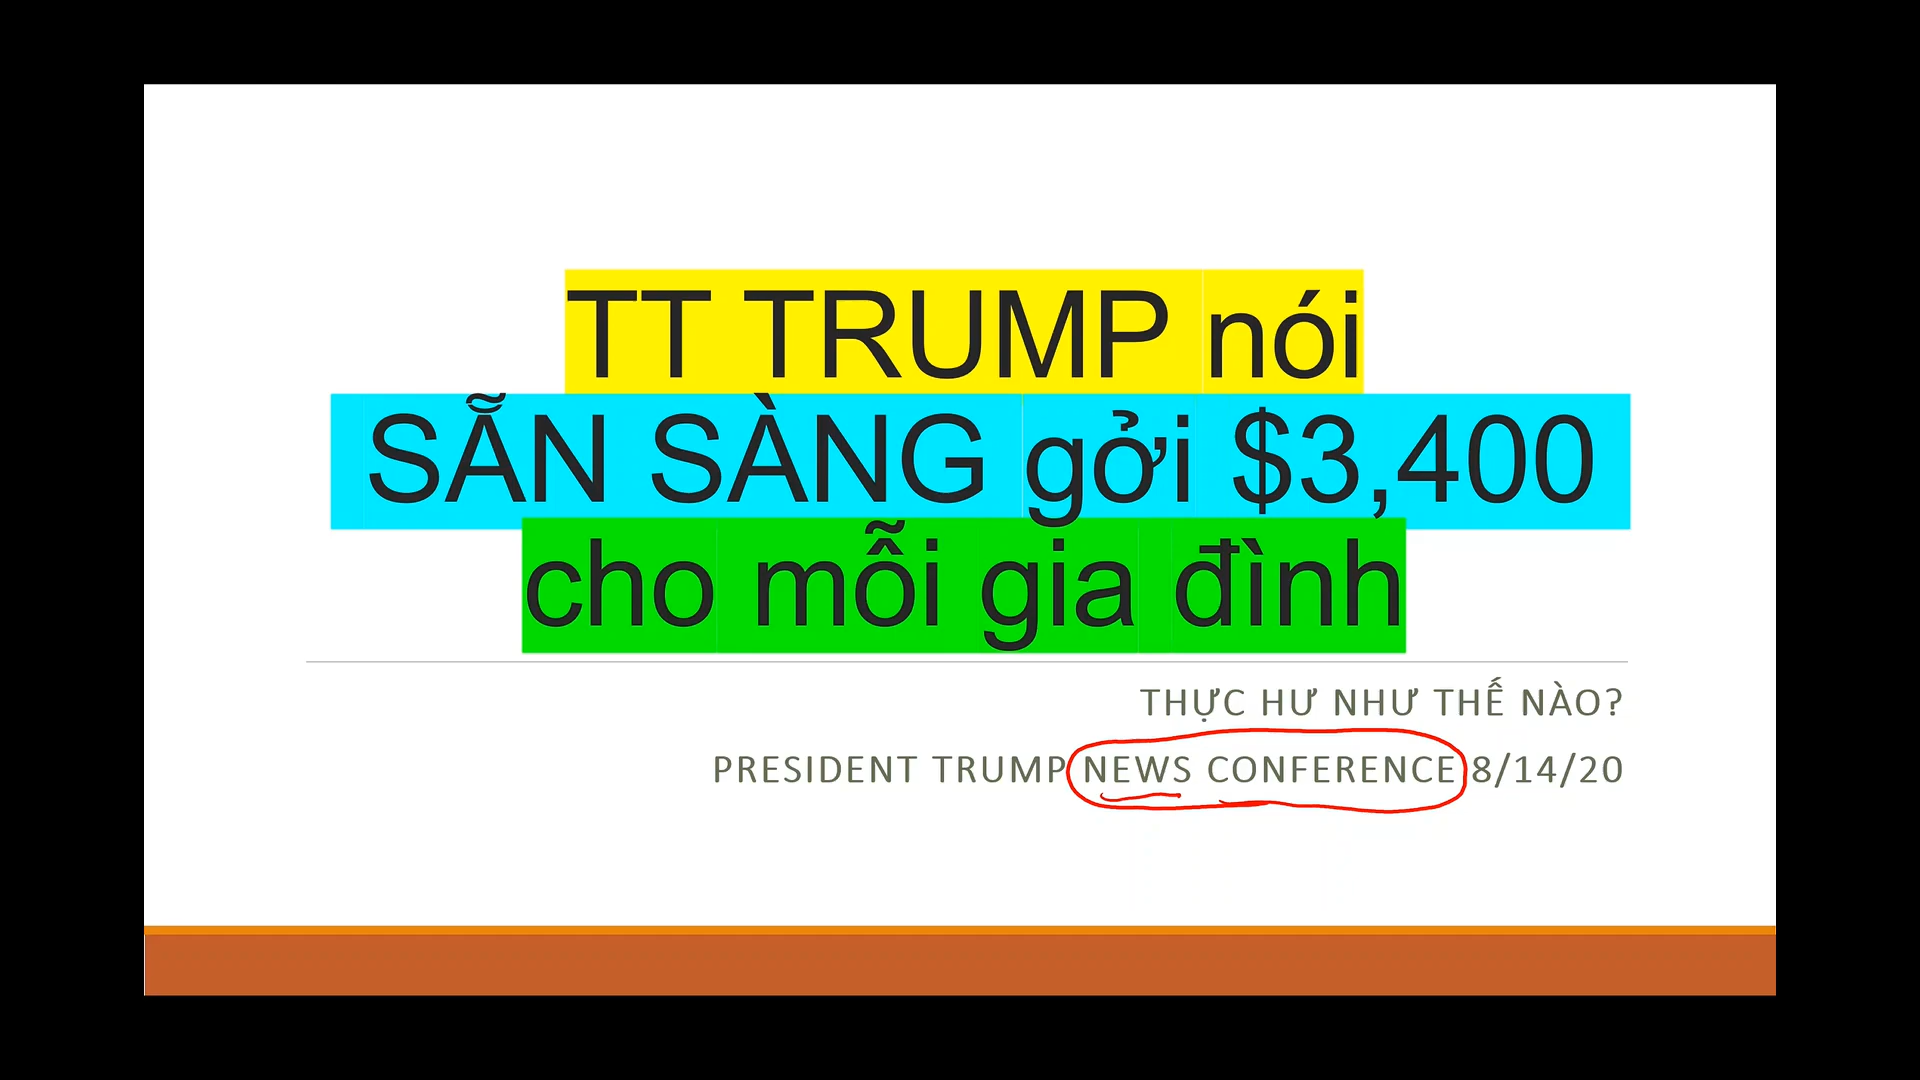 TT TRUMP nói
SẴN SÀNG gởi $3,400
cho mỗi gia đình
THỰC HƯ NHƯ THẾ NÀO?
PRESIDENT TRUMP NEWS CONFERENCE 8/14/20